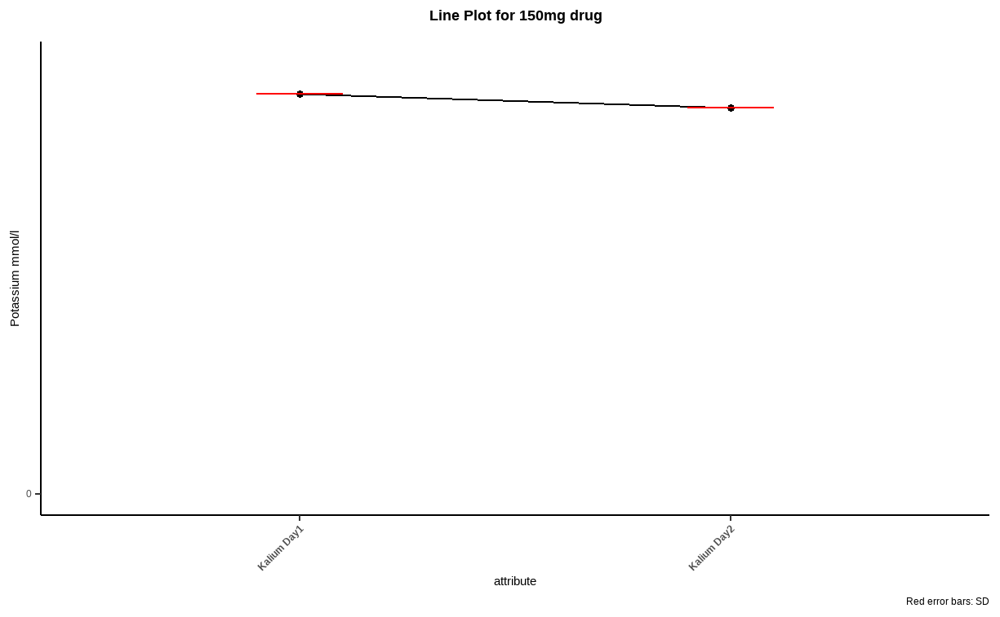 Line Plot for 150mg drug
Potassium mmol/l
0
Kalium Day1
Kalium Day2
attribute
Red error bars: SD